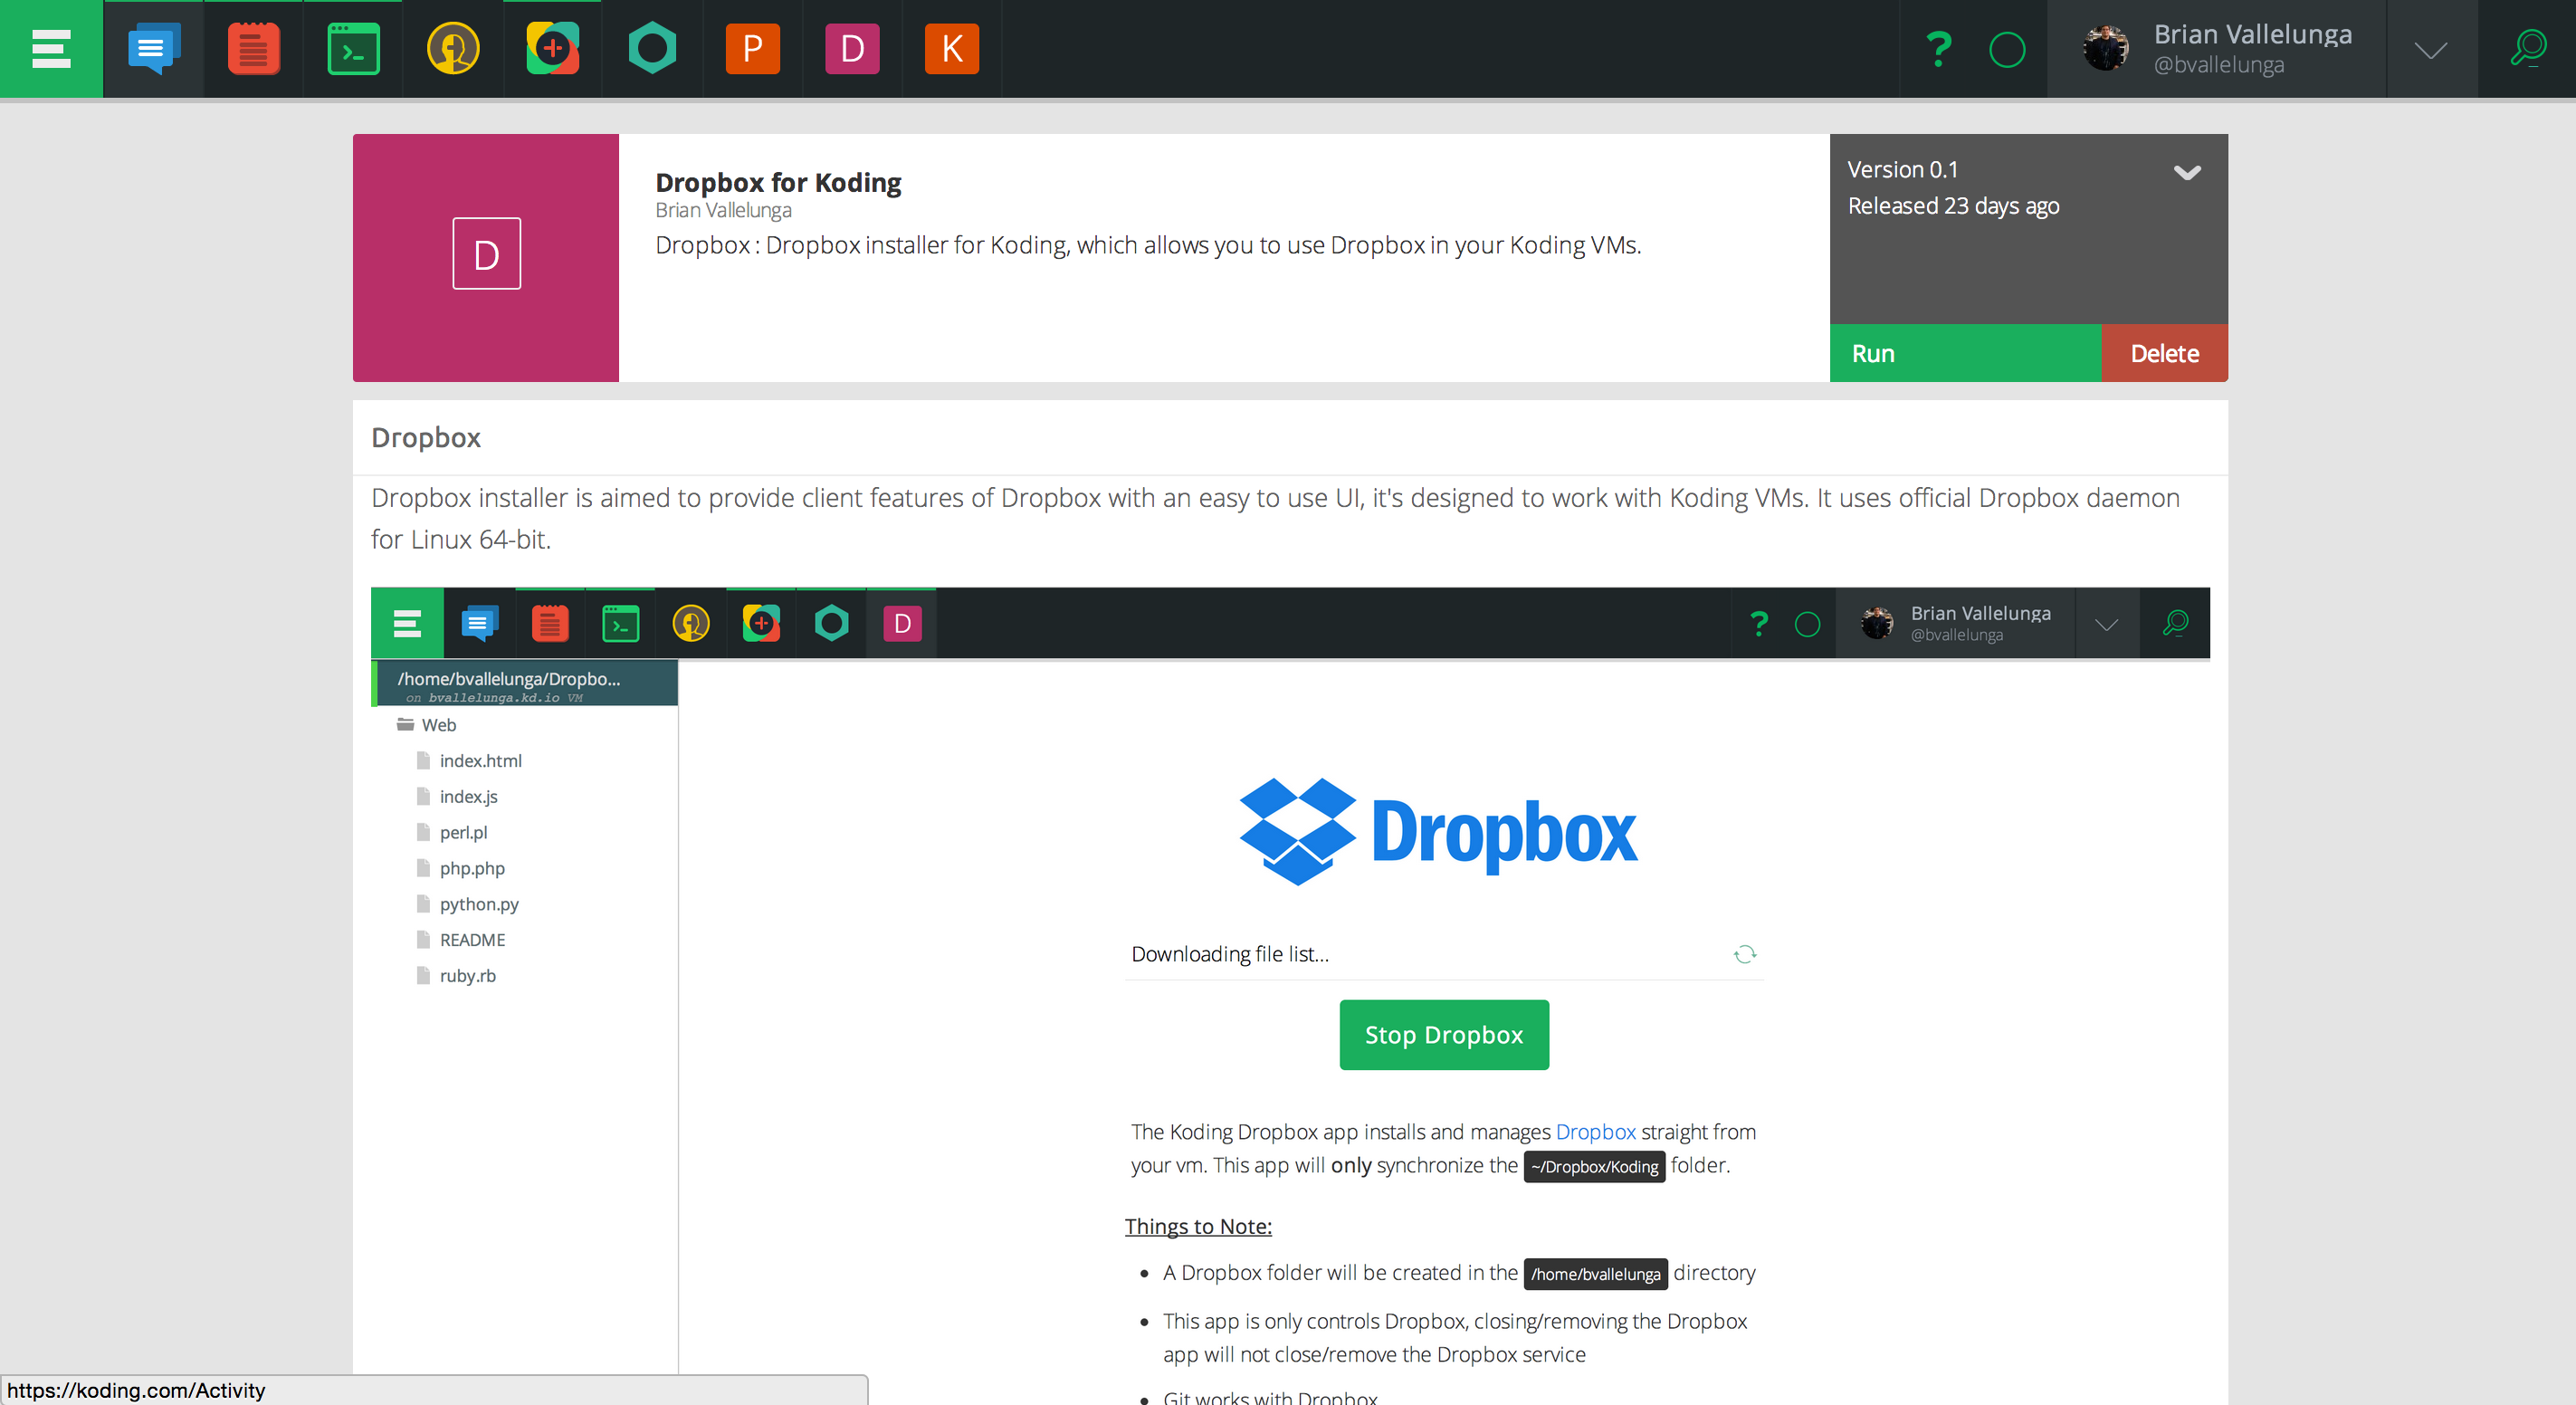 P D K
? Brian Vallelunga
@bvallelunga
D
Dropbox for Koding
Brian Vallelunga
Dropbox : Dropbox installer for Koding, which allows you to use Dropbox in your Koding VMs.
Version 0.1
Released 23 days ago
Run Delete
Dropbox
Dropbox installer is aimed to provide client features of Dropbox with an easy to use UI, it's designed to work with Koding VMs. It uses official Dropbox daemon
for Linux 64-bit.
D ? Brian Vallelunga
@bvallelunga
/home/bvallelunga/Dropbo...
on bvallelunga.kd.io VM
Web
index.html
index.js
perl.pl
php.php
python.py
README
ruby.rb
Dropbox
Downloading file list...
Stop Dropbox
The Koding Dropbox app installs and manages Dropbox straight from
your vm. This app will only synchronize the ~/Dropbox/Koding folder.
Things to Note:
• A Dropbox folder will be created in the /home/bvallelunga directory
• This app is only controls Dropbox, closing/removing the Dropbox
app will not close/remove the Dropbox service
• Git works with Dropbox
https://koding.com/Activity